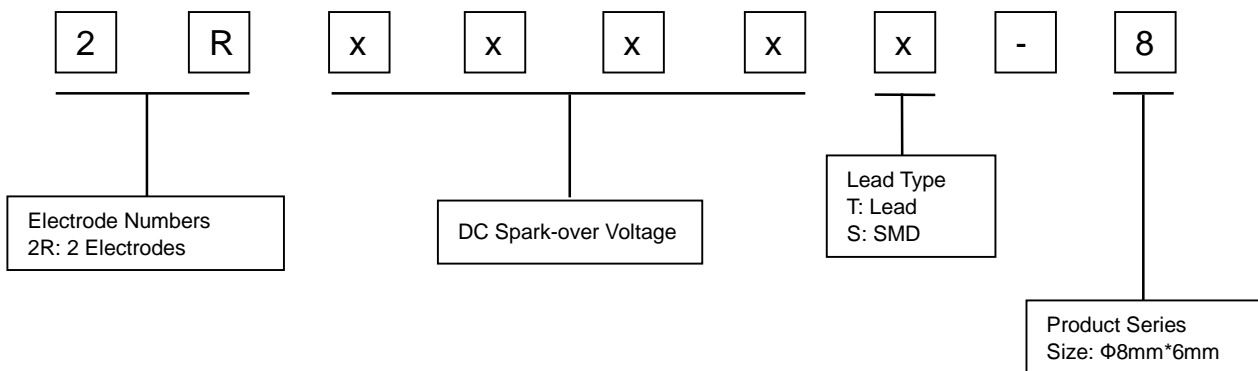 2 R x x x x x - 8
Electrode Numbers
2R: 2 Electrodes
DC Spark-over Voltage
Lead Type
T: Lead
S: SMD
Product Series
Size: Φ8mm*6mm